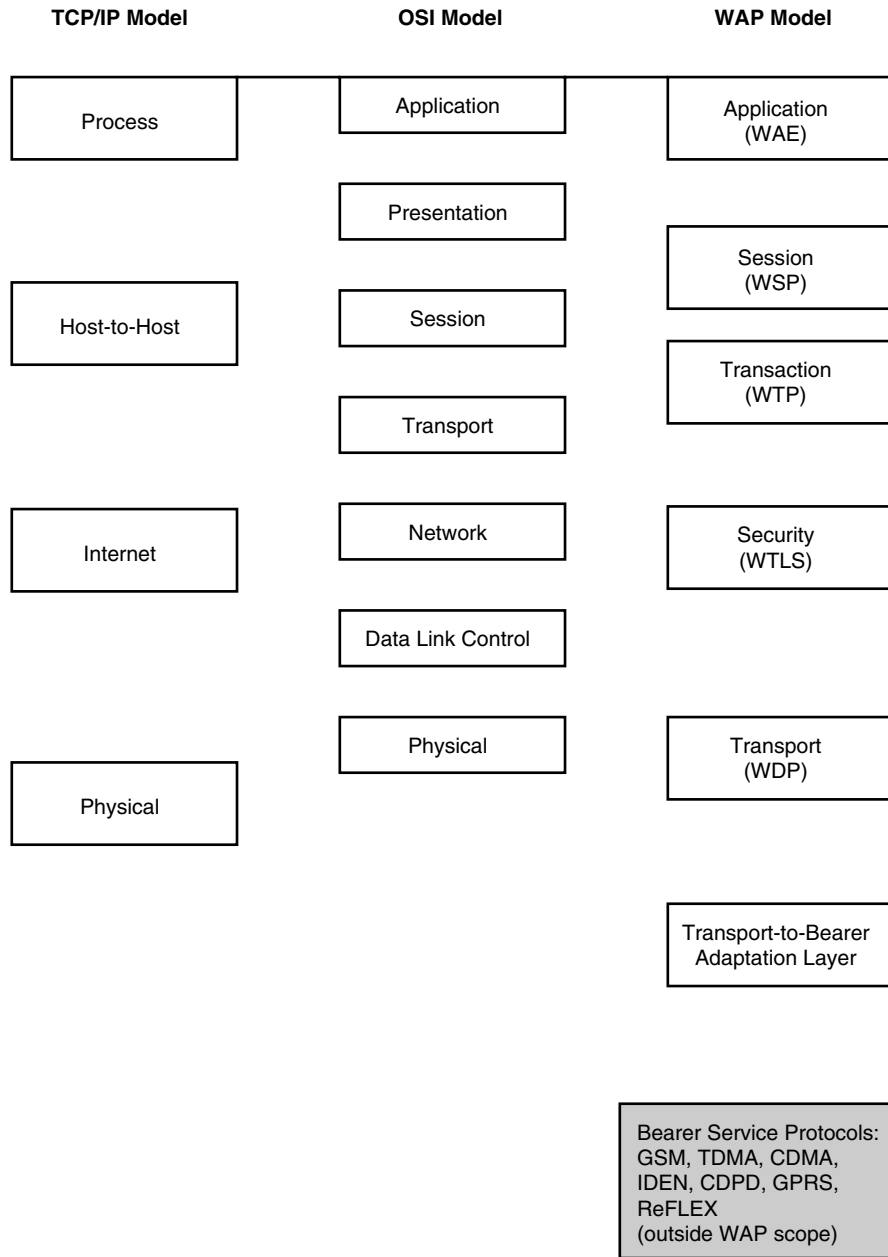 TCP/IP Model
OSI Model
WAP Model
Process
Host-to-Host
Internet
Physical
Application
Presentation
Session
Transport
Network
Data Link Control
Physical
Application
(WAE)
Session
(WSP)
Transaction
(WTP)
Security
(WTLS)
Transport
(WDP)
Transport-to-Bearer
Adaptation Layer
Bearer Service Protocols:
GSM, TDMA, CDMA,
IDEN, CDPD, GPRS,
ReFLEX
(outside WAP scope)